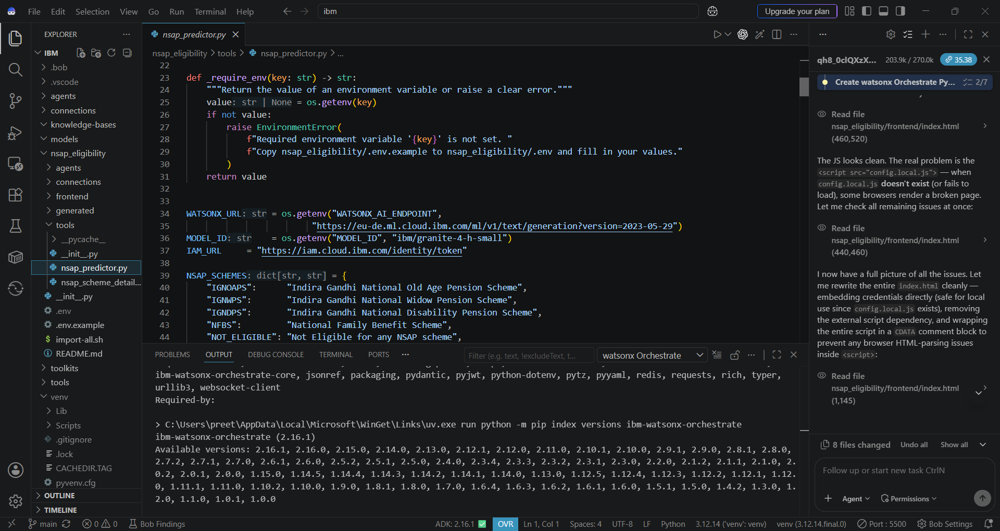 File Edit Selection View Go Run Terminal Help
ibm
Upgrade your plan
EXPLORER
IBM
.bob
.vscode
agents
connections
knowledge-bases
models
nsap_eligibility
agents
connections
frontend
generated
tools
__pycache__
__init__.py
nsap_predictor.py
nsap_scheme_detail...
__init__.py
.env
.env.example
import-all.sh
README.md
toolkits
tools
venv
Lib
Scripts
.gitignore
.lock
CACHEDIR.TAG
pyvenv.cfg
OUTLINE
TIMELINE
nsap_predictor.py
nsap_eligibility > tools > nsap_predictor.py > ...
22
23 def _require_env(key: str) -> str:
24 """Return the value of an environment variable or raise a clear error."""
25 value: str | None = os.getenv(key)
26 if not value:
27 raise EnvironmentError(
28 f"Required environment variable '{key}' is not set. "
29 f"Copy nsap_eligibility/.env.example to nsap_eligibility/.env and fill in your values."
30 )
31 return value
32
33
34 WATSONX_URL: str = os.getenv("WATSONX_AI_ENDPOINT",
35 "https://eu-de.ml.cloud.ibm.com/ml/v1/text/generation?version=2023-05-29")
36 MODEL_ID: str = os.getenv("MODEL_ID", "ibm/granite-4-h-small")
37 IAM_URL = "https://iam.cloud.ibm.com/identity/token"
38
39 NSAP_SCHEMES: dict[str, str] = {
40 "IGNOAPS": "Indira Gandhi National Old Age Pension Scheme",
41 "IGNWPS": "Indira Gandhi National Widow Pension Scheme",
42 "IGNDPS": "Indira Gandhi National Disability Pension Scheme",
43 "NFBS": "National Family Benefit Scheme",
44 "NOT_ELIGIBLE": "Not Eligible for any NSAP scheme",
PROBLEMS OUTPUT DEBUG CONSOLE TERMINAL PORTS
Filter (e.g. text, !excludeText, t...
watsonx Orchestrate
ibm-watsonx-orchestrate-core, jsonref, packaging, pydantic, pyjwt, python-dotenv, pytz, pyyaml, redis, requests, rich, typer,
urllib3, websocket-client
Required-by:
> C:\Users\preet\AppData\Local\Microsoft\WinGet\Links\uv.exe run python -m pip index versions ibm-watsonx-orchestrate
ibm-watsonx-orchestrate (2.16.1)
Available versions: 2.16.1, 2.16.0, 2.15.0, 2.14.0, 2.13.0, 2.12.1, 2.12.0, 2.11.0, 2.10.1, 2.10.0, 2.9.1, 2.9.0, 2.8.1, 2.8.0,
2.7.2, 2.7.1, 2.7.0, 2.6.1, 2.6.0, 2.5.2, 2.5.1, 2.5.0, 2.4.0, 2.3.4, 2.3.3, 2.3.2, 2.3.1, 2.3.0, 2.2.0, 2.1.2, 2.1.1, 2.1.0, 2.
0.2, 2.0.1, 2.0.0, 1.15.0, 1.14.5, 1.14.4, 1.14.3, 1.14.2, 1.14.1, 1.14.0, 1.13.0, 1.12.5, 1.12.4, 1.12.3, 1.12.2, 1.12.1, 1.12.
0, 1.11.1, 1.11.0, 1.10.2, 1.10.0, 1.9.0, 1.8.1, 1.8.0, 1.7.0, 1.6.4, 1.6.3, 1.6.2, 1.6.1, 1.6.0, 1.5.1, 1.5.0, 1.4.2, 1.3.0, 1.
2.0, 1.1.0, 1.0.1, 1.0.0
qh8_0clQXzX... 203.9k / 270.0k 35.38
Create watsonx Orchestrate Py... 2/7
Read file
nsap_eligibility/frontend/index.html
(460,520)
The JS looks clean. The real problem is the
<script src="config.local.js"> — when
config.local.js doesn't exist (or fails to
load), some browsers render a broken page.
Let me check all remaining issues at once:
Read file
nsap_eligibility/frontend/index.html
(440,460)
I now have a full picture of all the issues. Let
me rewrite the entire index.html cleanly —
embedding credentials directly (safe for local
use since config.local.js exists), removing
the external script dependency, and wrapping
the entire script in a CDATA comment block to
prevent any browser HTML-parsing issues
inside <script>:
Read file
nsap_eligibility/frontend/index.html
(1,145)
8 files changed Undo all Show all
Follow up or start new task CtrlN
Agent Permissions
main 0 0 Bob Findings
ADK: 2.16.1 OVR Ln 1, Col 1 Spaces: 4 UTF-8 LF Python 3.12.14 ('venv': venv) venv (3.12.14.final.0) Port : 5500 Bob Settings